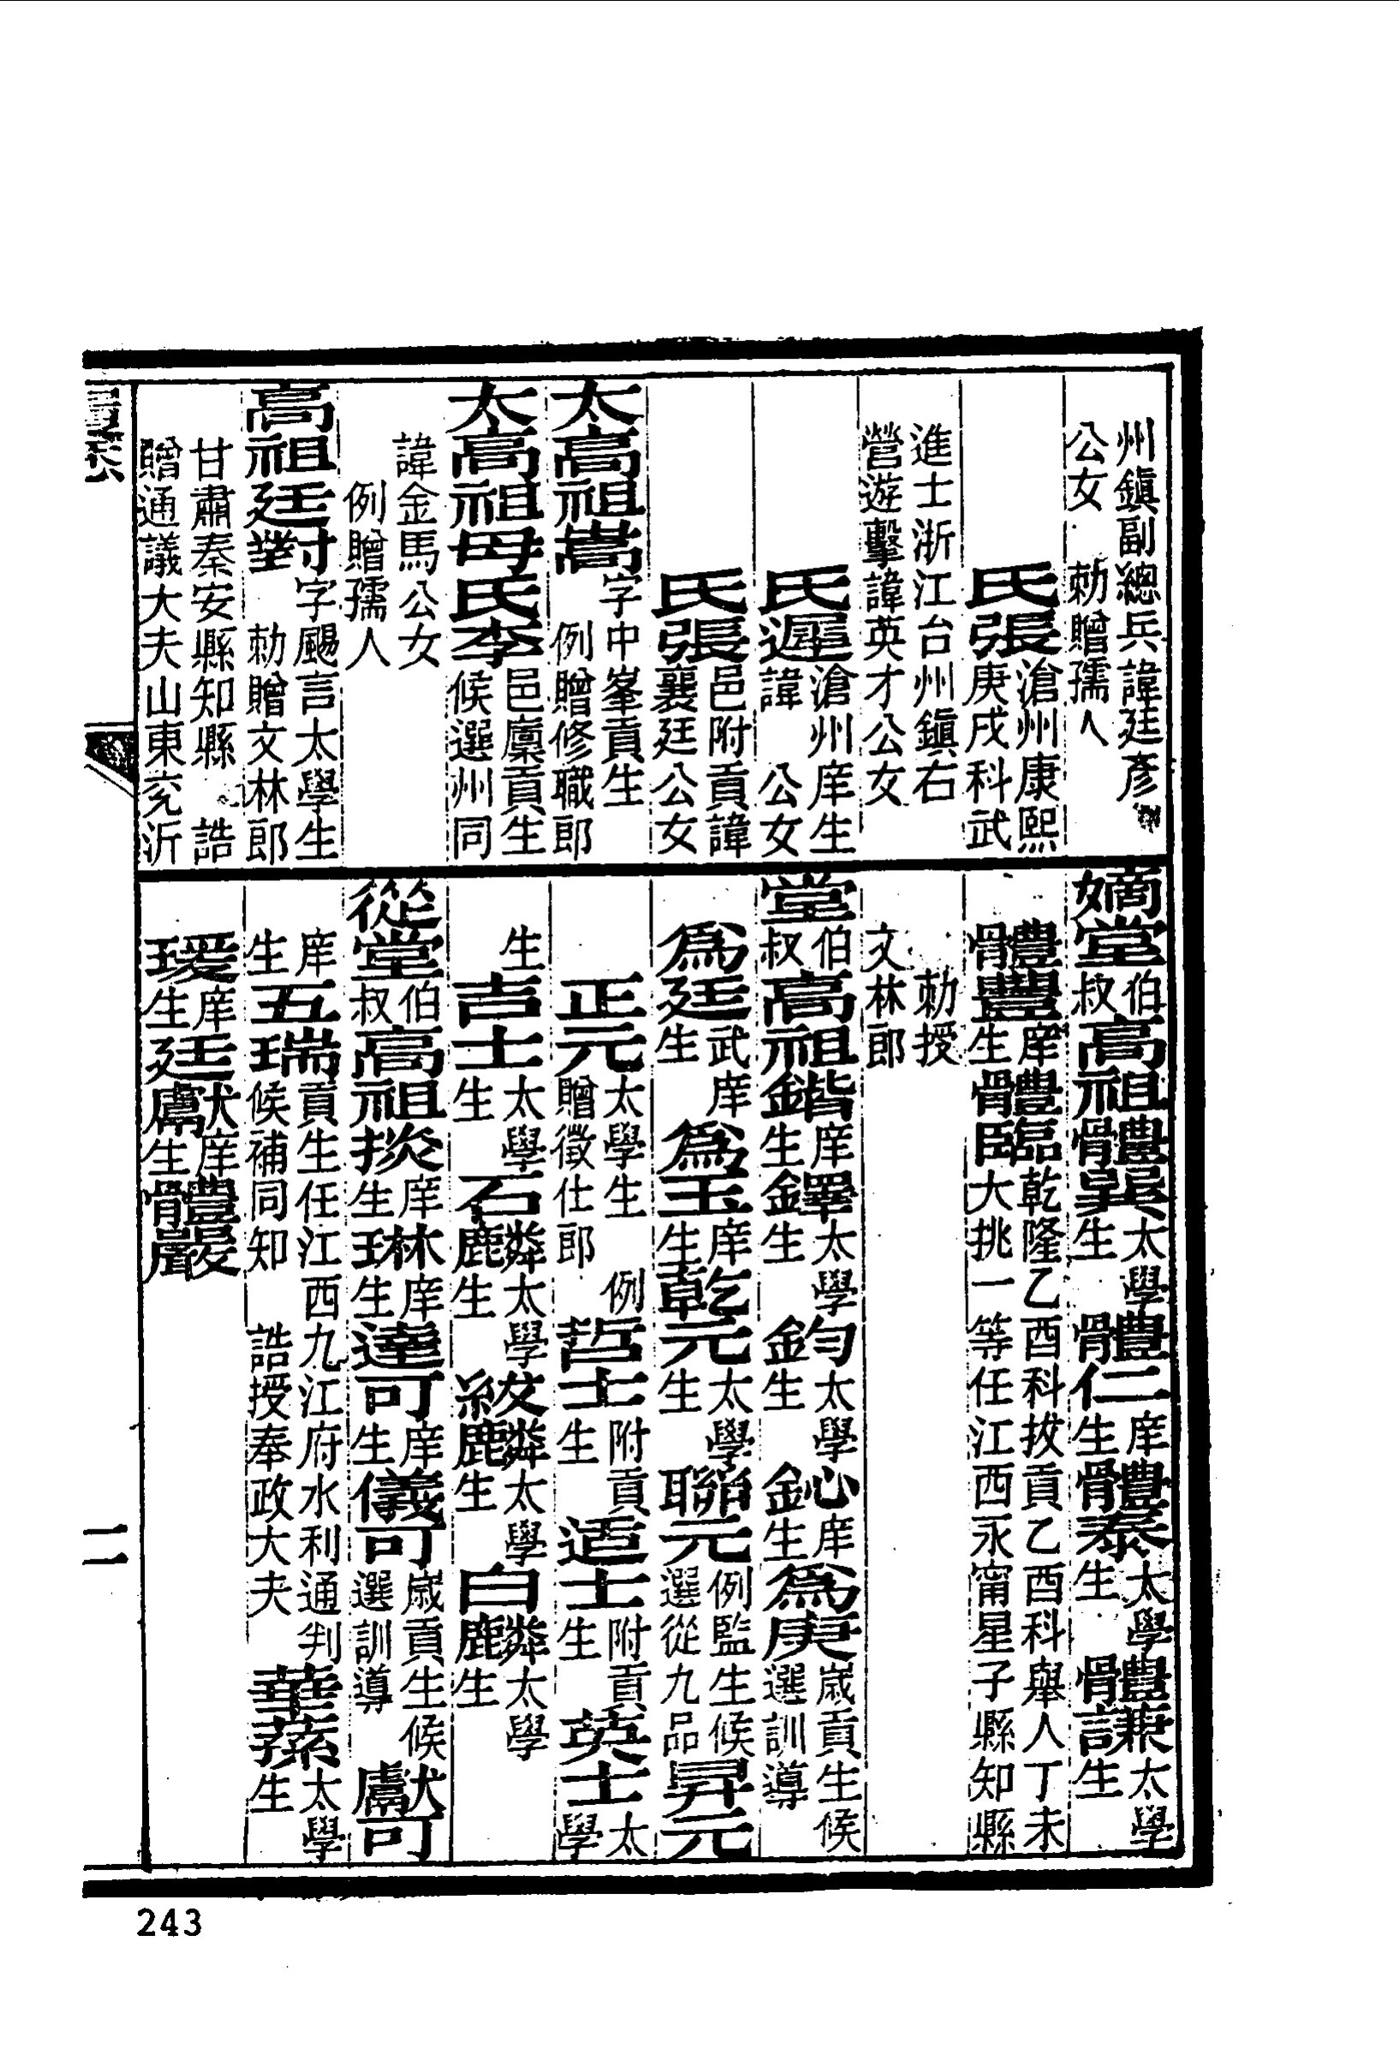 州鎮副總兵諱廷彥
公女　勅贈孺人
氏張滄州康熙庚戌科武
進士浙江台州鎮右
營遊擊諱英才公女
氏遲滄州庠生諱　公女
氏張邑附貢諱襄廷公女
太高祖嵩字中峯貢生　例贈修職郎
太高祖母氏李邑廩貢生候選州同
諱金馬公女
例贈孺人
高祖廷對字颺言太學生　勅贈文林郎
甘肅秦安縣知縣　誥
贈通議大夫山東兖沂
嫡堂伯叔高祖體巽太學生體仁庠生體泰太學生體謙太學生
體豐庠生體臨乾隆乙酉科拔貢乙酉科舉人丁未大挑一等任江西永甯星子縣知縣
勅授
文林郎
堂伯叔高祖鍇庠生鐸太學生鈞太學生鈊庠生為庚歲貢生候選訓導
為廷武庠生為玉庠生乾元太學生聯元例監生候選從九品昇元
正元太學生　例贈徵仕郎哲士附貢生适士附貢生英士太學
生吉士太學生石麟太學生紱麟太學生白麟太學生
從堂伯叔高祖掞庠生琳庠生達可庠生儀可歲貢生候選訓導獻可
庠生五瑞貢生任江西九江府水利通判候補同知　誥授奉政大夫華蓀太學生
瑗庠生廷獻庠生體嚴
二
243